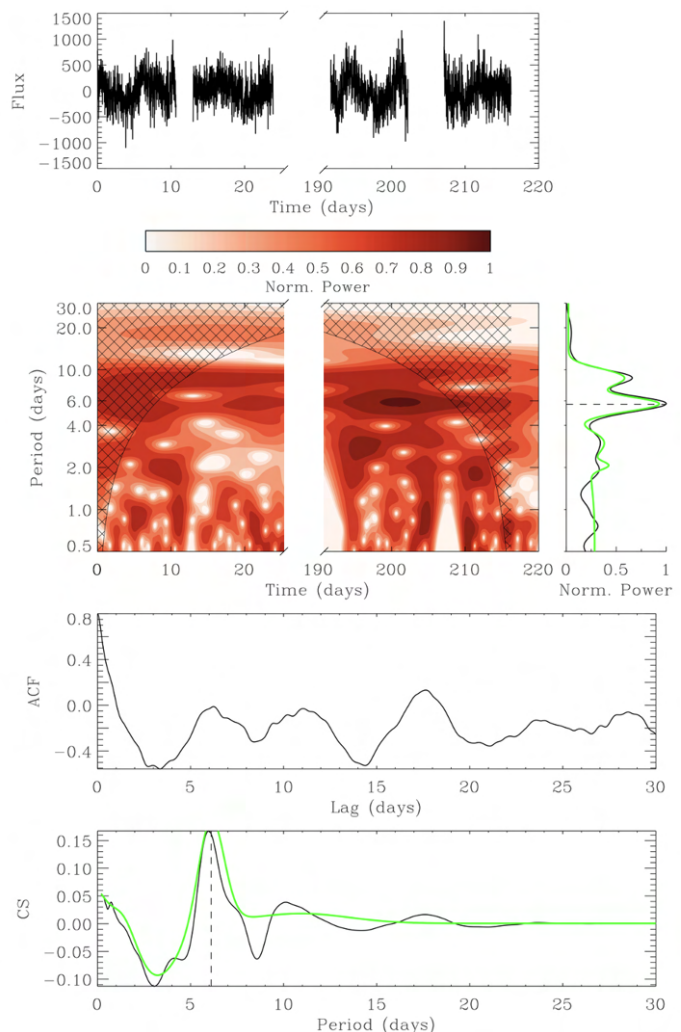 1500
1000
500
0
−500
−1000
−1500
Flux
0 10 20 190 200 210 220
Time (days)
0 0.1 0.2 0.3 0.4 0.5 0.6 0.7 0.8 0.9 1
Norm. Power
30.0
20.0
10.0
6.0
4.0
2.0
1.0
0.5
Period (days)
0 10 20 190 200 210 220
Time (days)
0 0.5 1
Norm. Power
0.8
0.4
0.0
−0.4
ACF
0 5 10 15 20 25 30
Lag (days)
0.15
0.10
0.05
0.00
−0.05
−0.10
CS
0 5 10 15 20 25 30
Period (days)